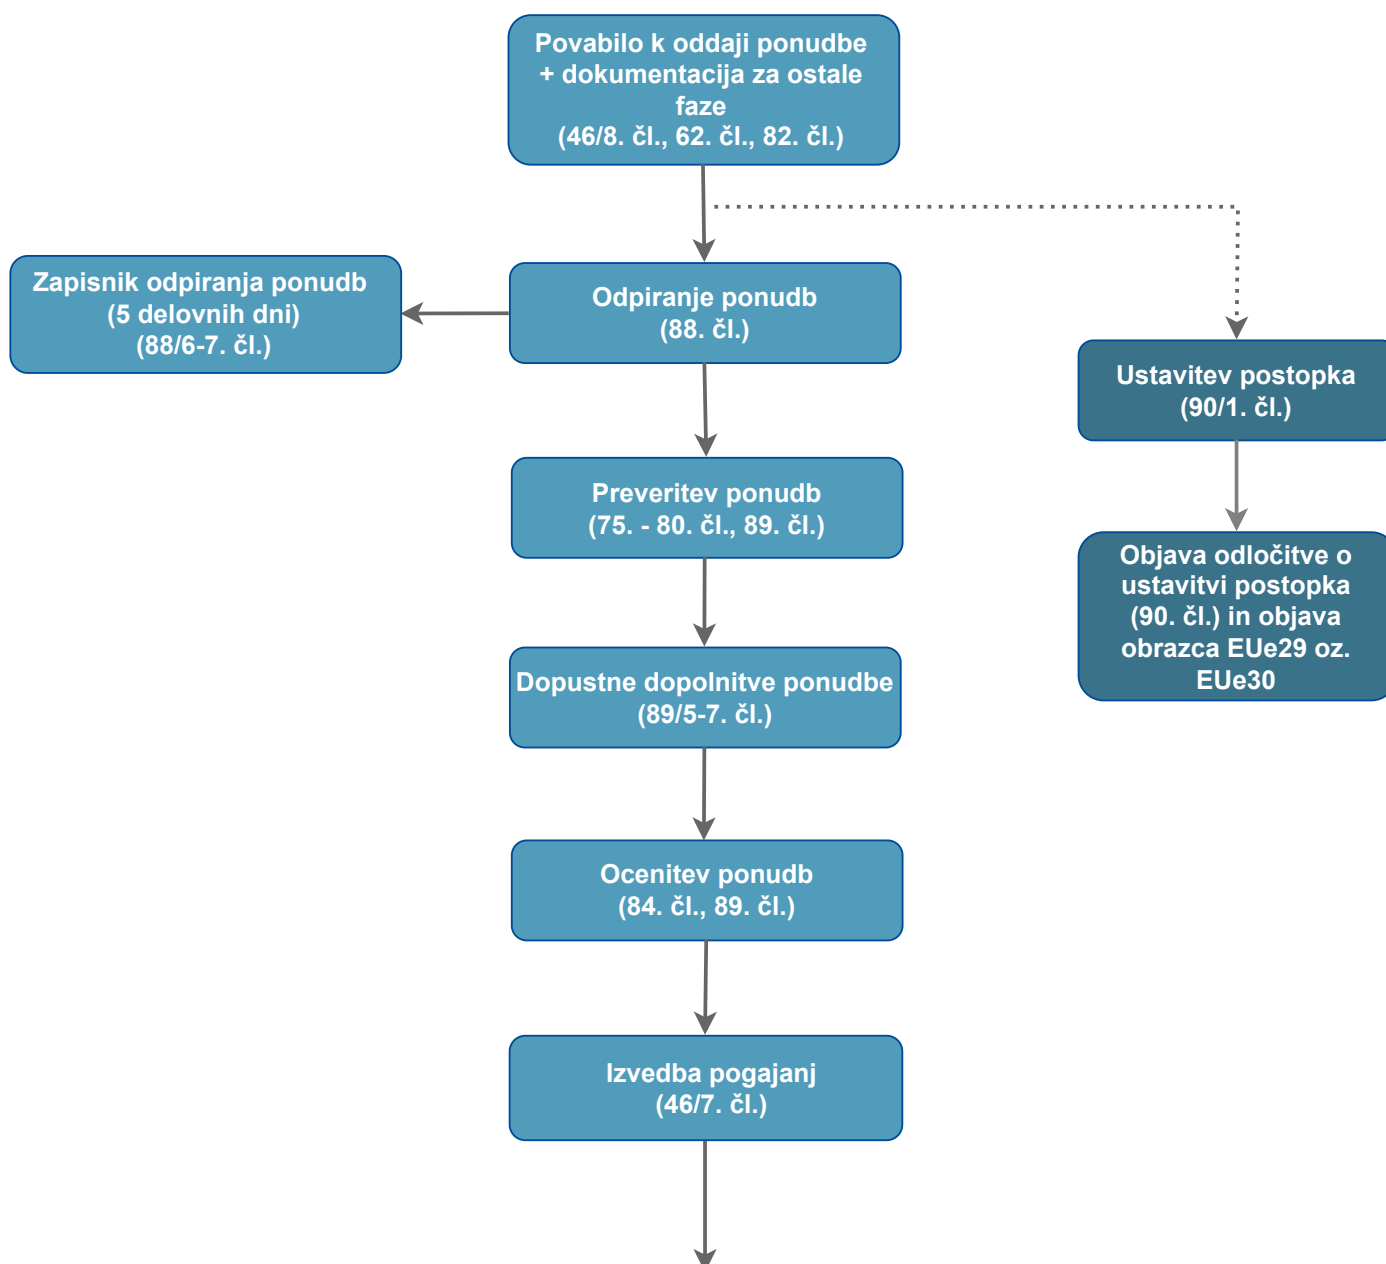 Povabilo k oddaji ponudbe
+ dokumentacija za ostale
faze
(46/8. čl., 62. čl., 82. čl.)
Zapisnik odpiranja ponudb
(5 delovnih dni)
(88/6-7. čl.)
Odpiranje ponudb
(88. čl.)
Ustavitev postopka
(90/1. čl.)
Preveritev ponudb
(75. - 80. čl., 89. čl.)
Objava odločitve o
ustavitvi postopka
(90. čl.) in objava
obrazca EUe29 oz.
EUe30
Dopustne dopolnitve ponudbe
(89/5-7. čl.)
Ocenitev ponudb
(84. čl., 89. čl.)
Izvedba pogajanj
(46/7. čl.)